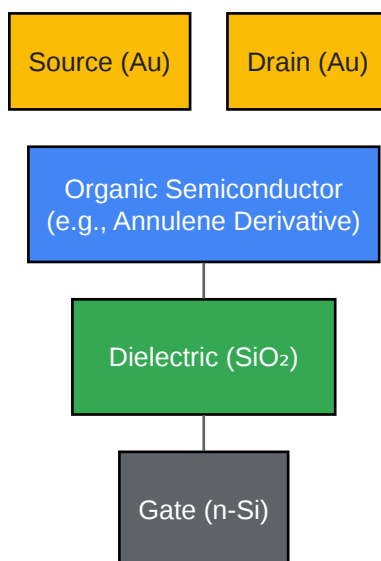 Source (Au)
Drain (Au)
Organic Semiconductor
(e.g., Annulene Derivative)
Dielectric (SiO₂)
Gate (n-Si)